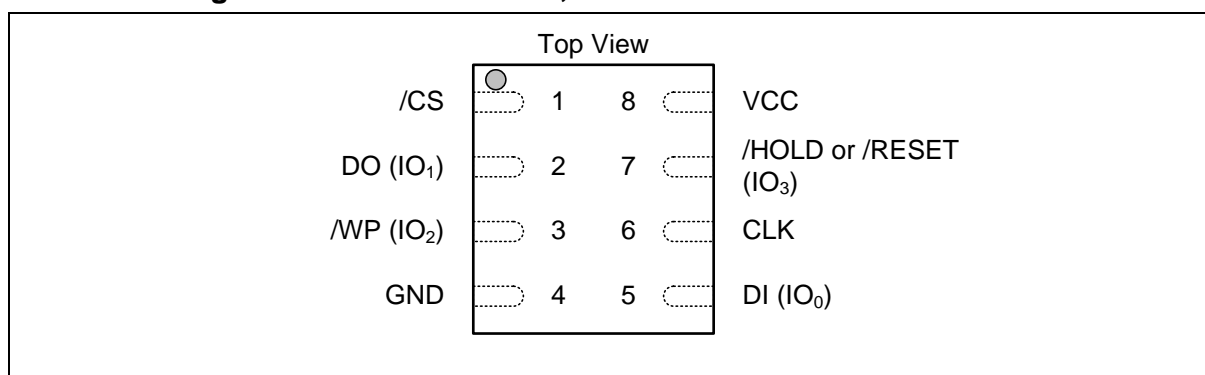 Top View
/CS 1 8 VCC
DO (IO₁) 2 7 /HOLD or /RESET
(IO₃)
/WP (IO₂) 3 6 CLK
GND 4 5 DI (IO₀)